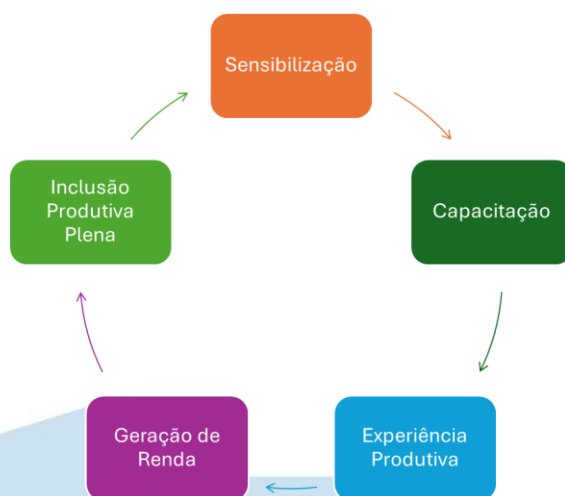 Sensibilização
Capacitação
Experiência
Produtiva
Geração de
Renda
Inclusão
Produtiva
Plena